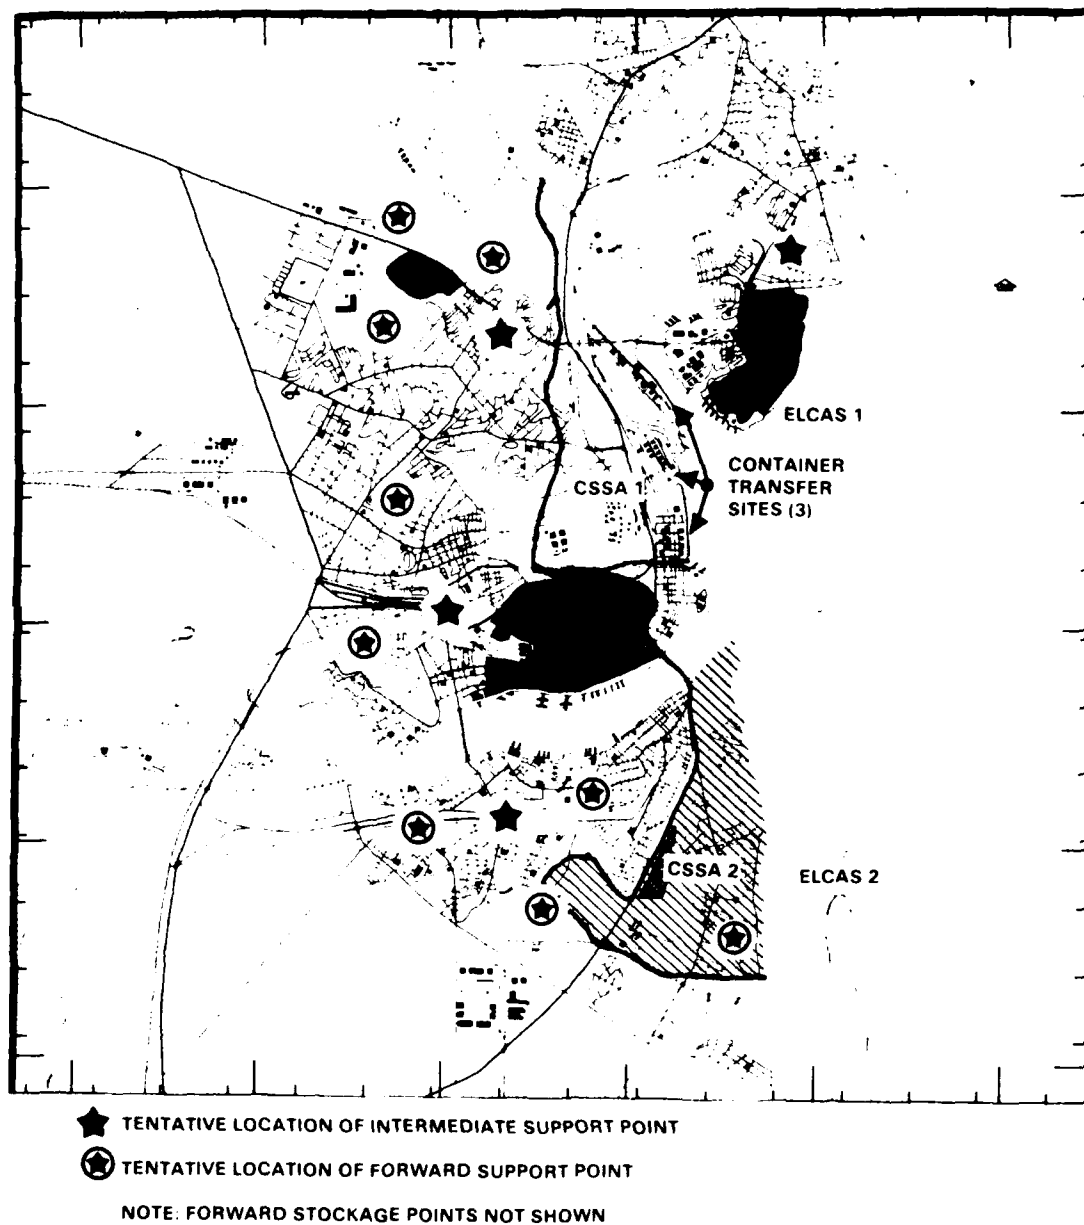 ELCAS 1
CONTAINER
TRANSFER
SITES (3)
CSSA 1
CSSA 2
ELCAS 2
TENTATIVE LOCATION OF INTERMEDIATE SUPPORT POINT
TENTATIVE LOCATION OF FORWARD SUPPORT POINT
NOTE: FORWARD STOCKAGE POINTS NOT SHOWN